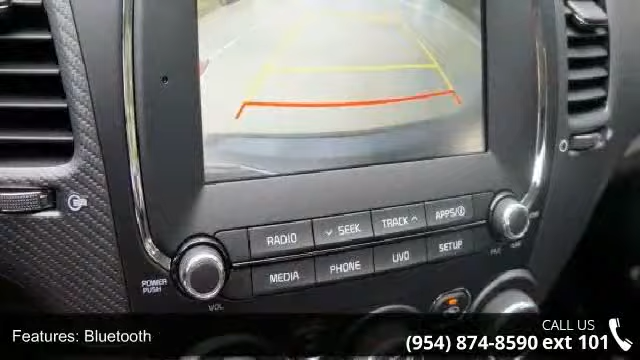 RADIO
SEEK
TRACK
APPS/
MEDIA
PHONE
UVO
SETUP
POWER
PUSH
VOL
Features: Bluetooth
CALL US
(954) 874-8590 ext 101